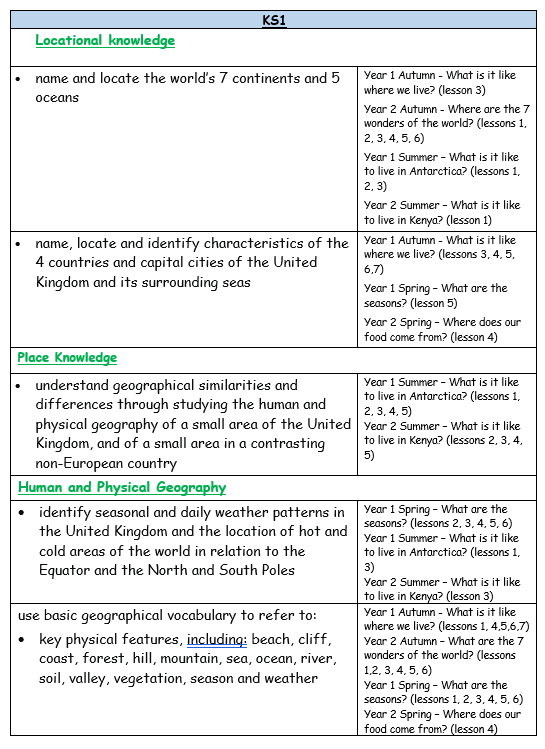 KS1
Locational knowledge
• name and locate the world's 7 continents and 5
oceans
Year 1 Autumn - What is it like
where we live? (lesson 3)
Year 2 Autumn - Where are the 7
wonders of the world? (lessons 1,
2, 3, 4, 5, 6)
Year 1 Summer – What is it like
to live in Antarctica? (lessons 1,
2, 3)
Year 2 Summer – What is it like
to live in Kenya? (lesson 1)
• name, locate and identify characteristics of the
4 countries and capital cities of the United
Kingdom and its surrounding seas
Year 1 Autumn - What is it like
where we live? (lessons 3, 4, 5,
6,7)
Year 1 Spring – What are the
seasons? (lesson 5)
Year 2 Spring – Where does our
food come from? (lesson 4)
Place Knowledge
• understand geographical similarities and
differences through studying the human and
physical geography of a small area of the United
Kingdom, and of a small area in a contrasting
non-European country
Year 1 Summer – What is it like
to live in Antarctica? (lessons 1,
2, 3, 4, 5)
Year 2 Summer – What is it like
to live in Kenya? (lessons 2, 3, 4,
5)
Human and Physical Geography
• identify seasonal and daily weather patterns in
the United Kingdom and the location of hot and
cold areas of the world in relation to the
Equator and the North and South Poles
Year 1 Spring – What are the
seasons? (lessons 2, 3, 4, 5, 6)
Year 1 Summer – What is it like
to live in Antarctica? (lessons 1,
3)
Year 2 Summer – What is it like
to live in Kenya? (lesson 3)
use basic geographical vocabulary to refer to:
• key physical features, including: beach, cliff,
coast, forest, hill, mountain, sea, ocean, river,
soil, valley, vegetation, season and weather
Year 1 Autumn - What is it like
where we live? (lessons 1, 4,5,6,7)
Year 2 Autumn – What are the 7
wonders of the world? (lessons
1,2, 3, 4, 5, 6)
Year 1 Spring – What are the
seasons? (lessons 1, 2, 3, 4, 5, 6)
Year 2 Spring – Where does our
food come from? (lesson 4)